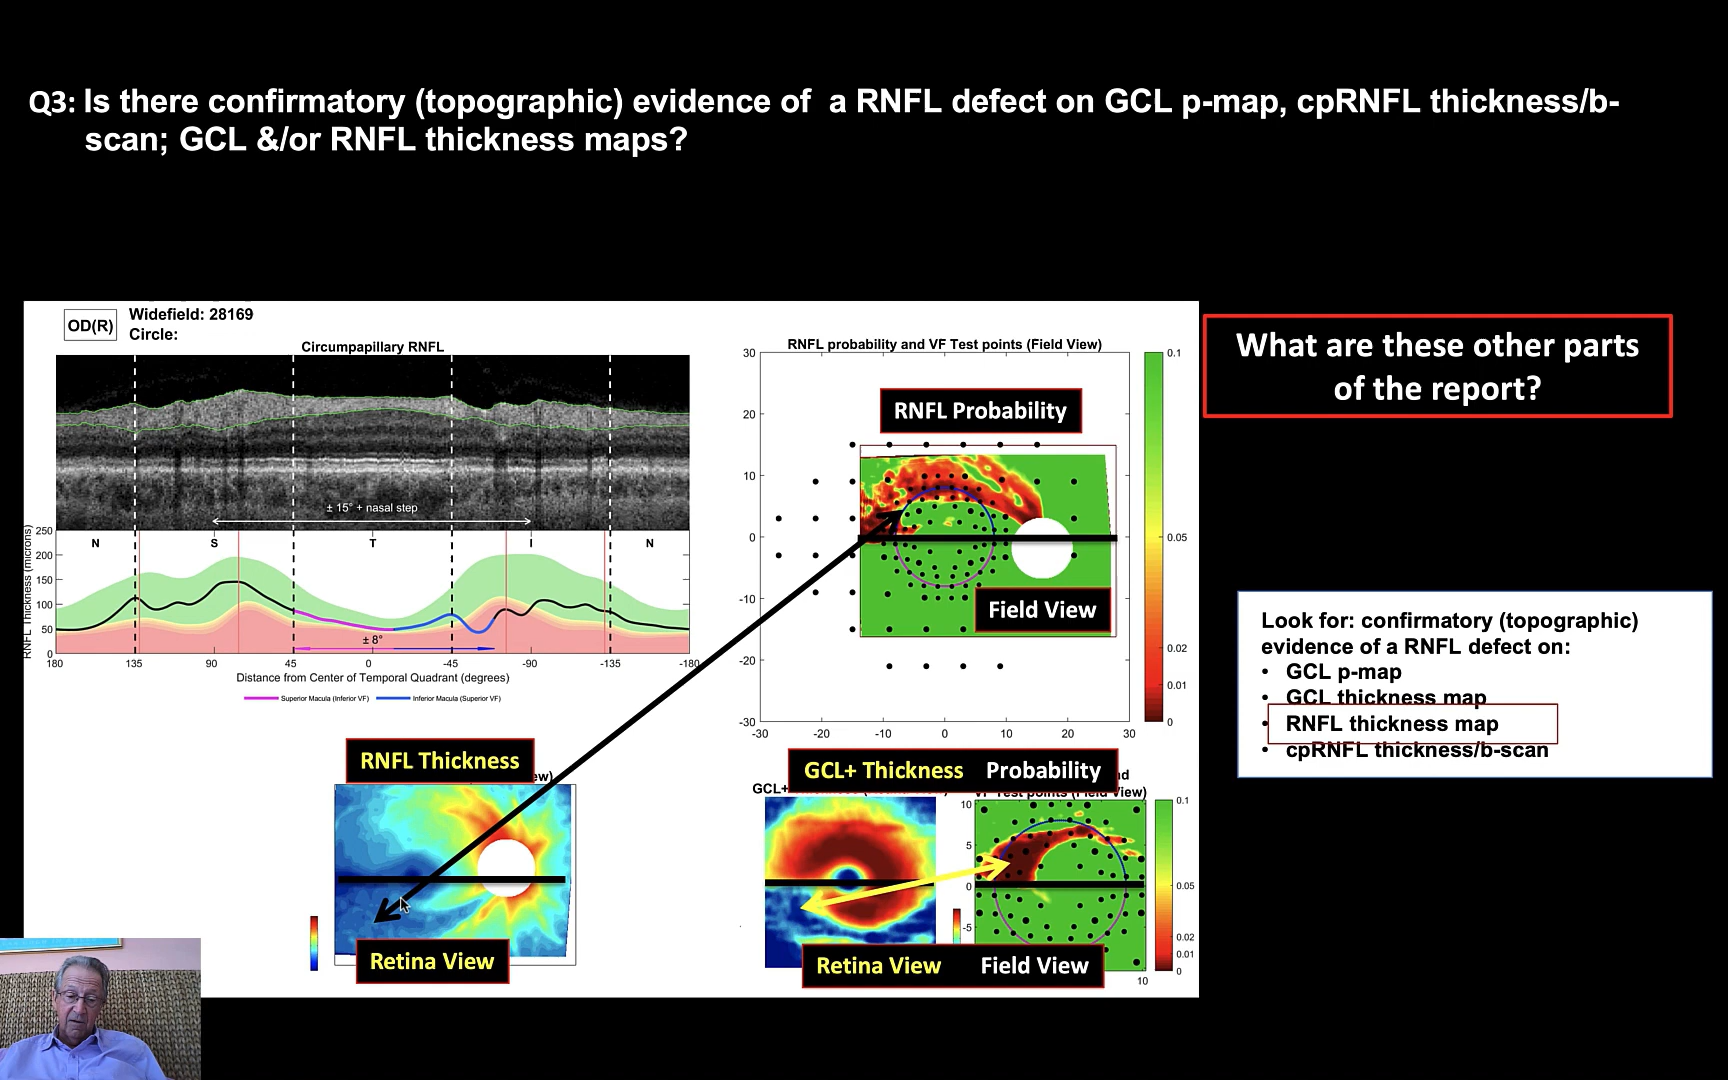 Q3: Is there confirmatory (topographic) evidence of a RNFL defect on GCL p-map, cpRNFL thickness/b-
scan; GCL &/or RNFL thickness maps?
OD(R)
Widefield: 28169
Circle:
Circumpapillary RNFL
± 15° + nasal step
RNFL Thickness (microns)
250
200
150
100
50
N S T I N
± 8°
180 135 90 45 0 -45 -90 -135 -180
Distance from Center of Temporal Quadrant (degrees)
Superior Macula (Inferior VF) Inferior Macula (Superior VF)
RNFL probability and VF Test points (Field View)
30
20
10
0
-10
-20
-30
-30 -20 -10 0 10 20 30
0.1
0.05
0.02
0.01
0
RNFL Probability
Field View
What are these other parts
of the report?
Look for: confirmatory (topographic)
evidence of a RNFL defect on:
• GCL p-map
• GCL thickness map
• RNFL thickness map
• cpRNFL thickness/b-scan
RNFL Thickness
ew)
Retina View
GCL+ Thickness Probability
GCL+
nd
VF Test points (Field View)
10
5
0
-5
10
0.1
0.05
0.02
0.01
0
Retina View Field View